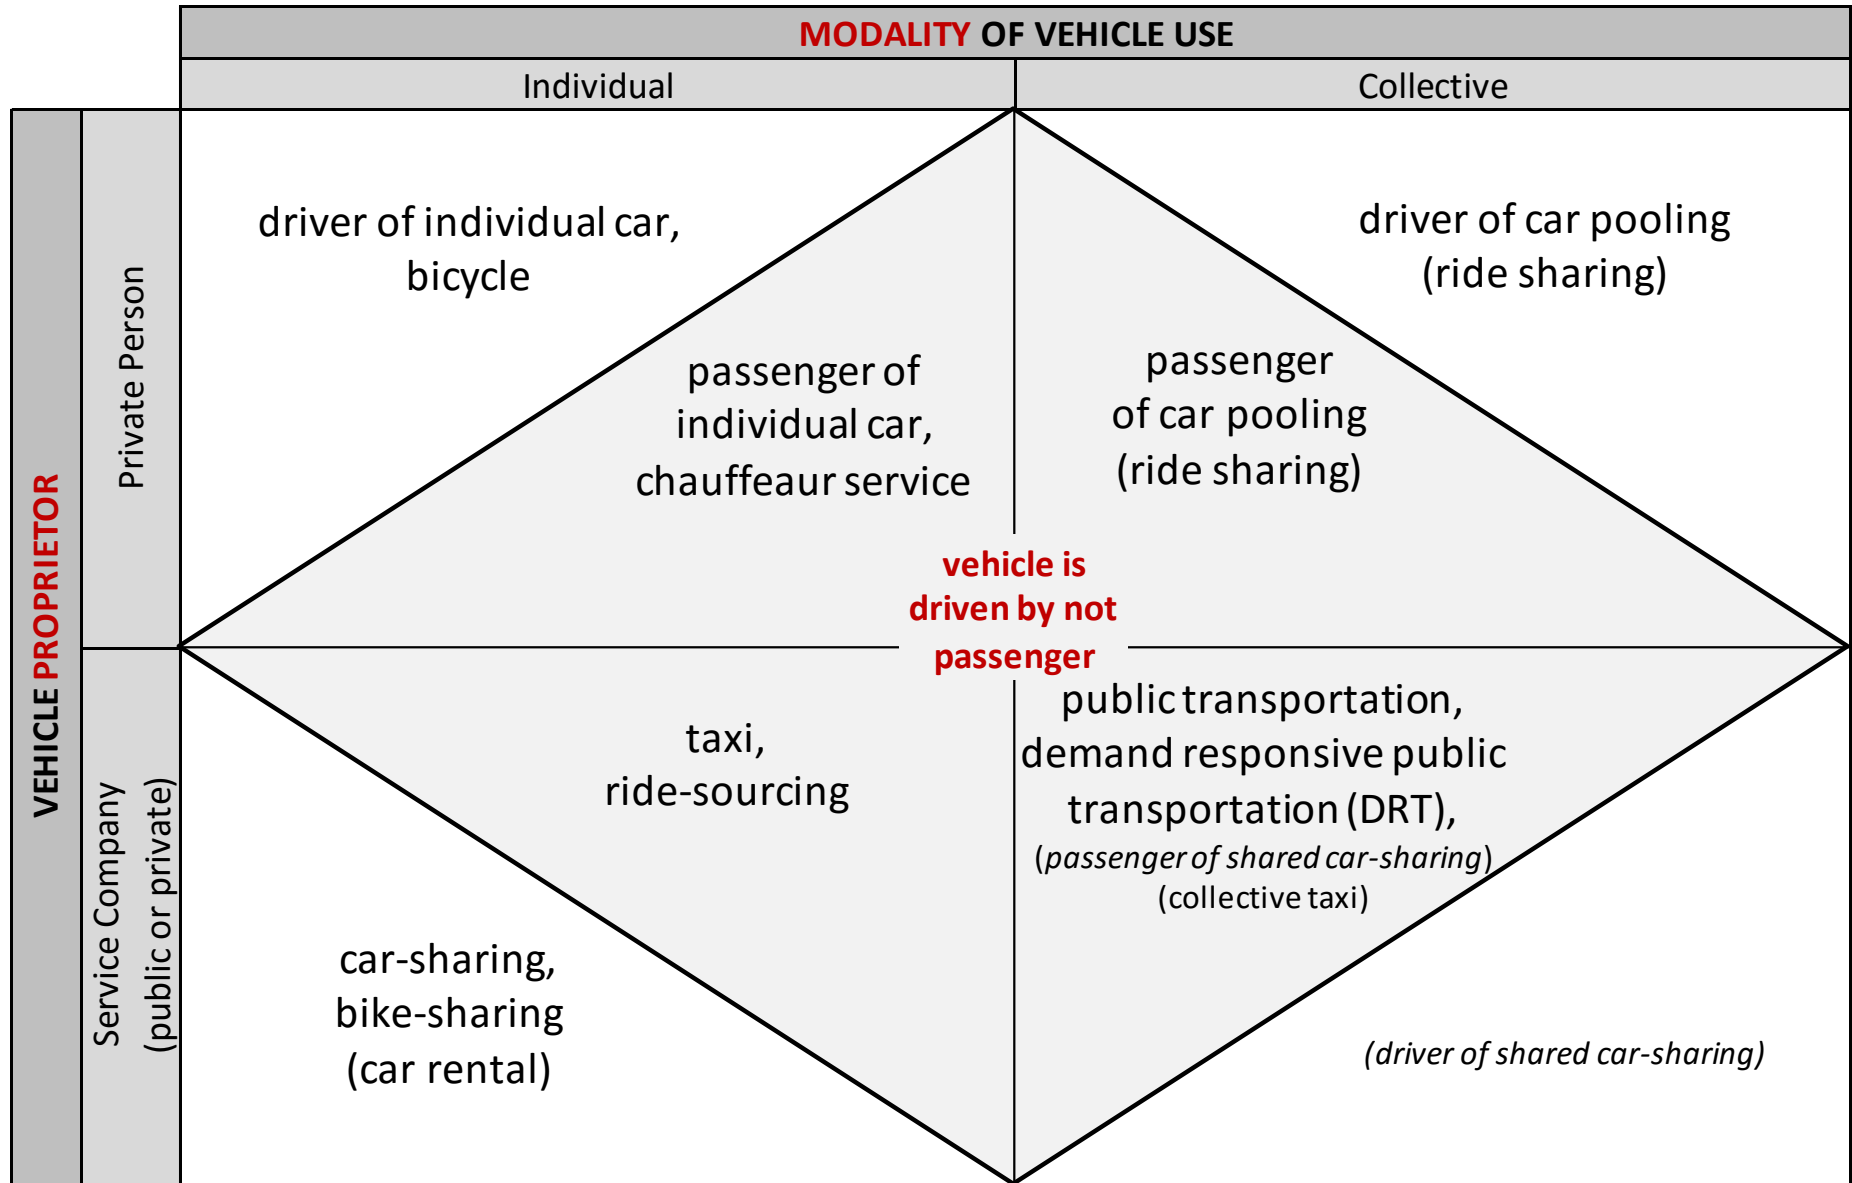 MODALITY OF VEHICLE USE
Individual
Collective
VEHICLE PROPRIETOR
Private Person
driver of individual car,
bicycle
passenger of
individual car,
chauffeaur service
driver of car pooling
(ride sharing)
passenger
of car pooling
(ride sharing)
vehicle is
driven by not
passenger
Service Company
(public or private)
taxi,
ride-sourcing
car-sharing,
bike-sharing
(car rental)
public transportation,
demand responsive public
transportation (DRT),
(passenger of shared car-sharing)
(collective taxi)
(driver of shared car-sharing)